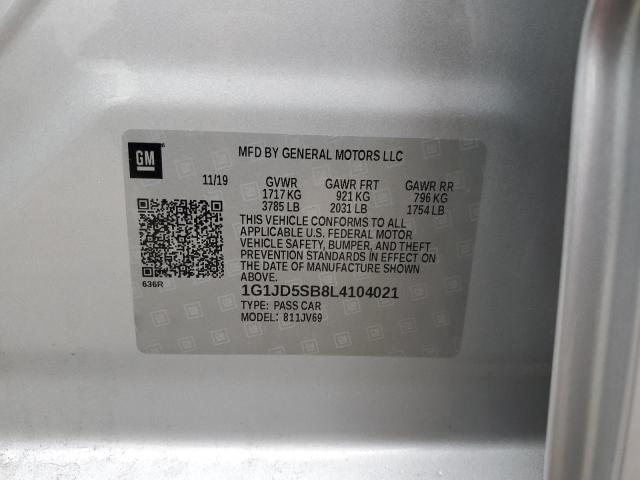 GM
MFD BY GENERAL MOTORS LLC
11/19 GVWR GAWR FRT GAWR RR
1717 KG 921 KG 796 KG
3785 LB 2031 LB 1754 LB
THIS VEHICLE CONFORMS TO ALL
APPLICABLE U.S. FEDERAL MOTOR
VEHICLE SAFETY, BUMPER, AND THEFT
PREVENTION STANDARDS IN EFFECT ON
THE DATE OF MANUFACTURE SHOWN
ABOVE.
636R
1G1JD5SB8L4104021
TYPE: PASS CAR
MODEL: 811JV69